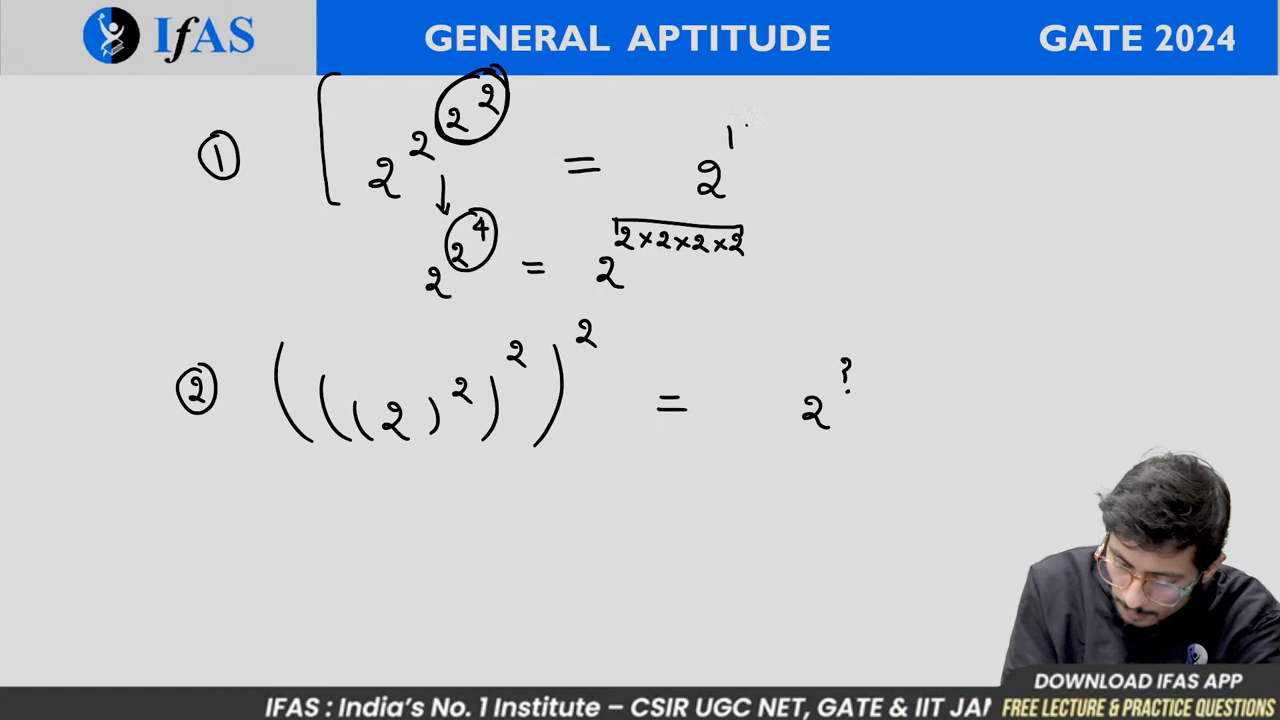 IfAS GENERAL APTITUDE GATE 2024
① [ 2^2^2^2 = 2^1
↓
2^2^4 = 2^2×2×2×2
② (((2)^2)^2)^2 = 2^?
DOWNLOAD IFAS APP
IFAS : India's No. 1 Institute – CSIR UGC NET, GATE & IIT JAM FREE LECTURE & PRACTICE QUESTIONS